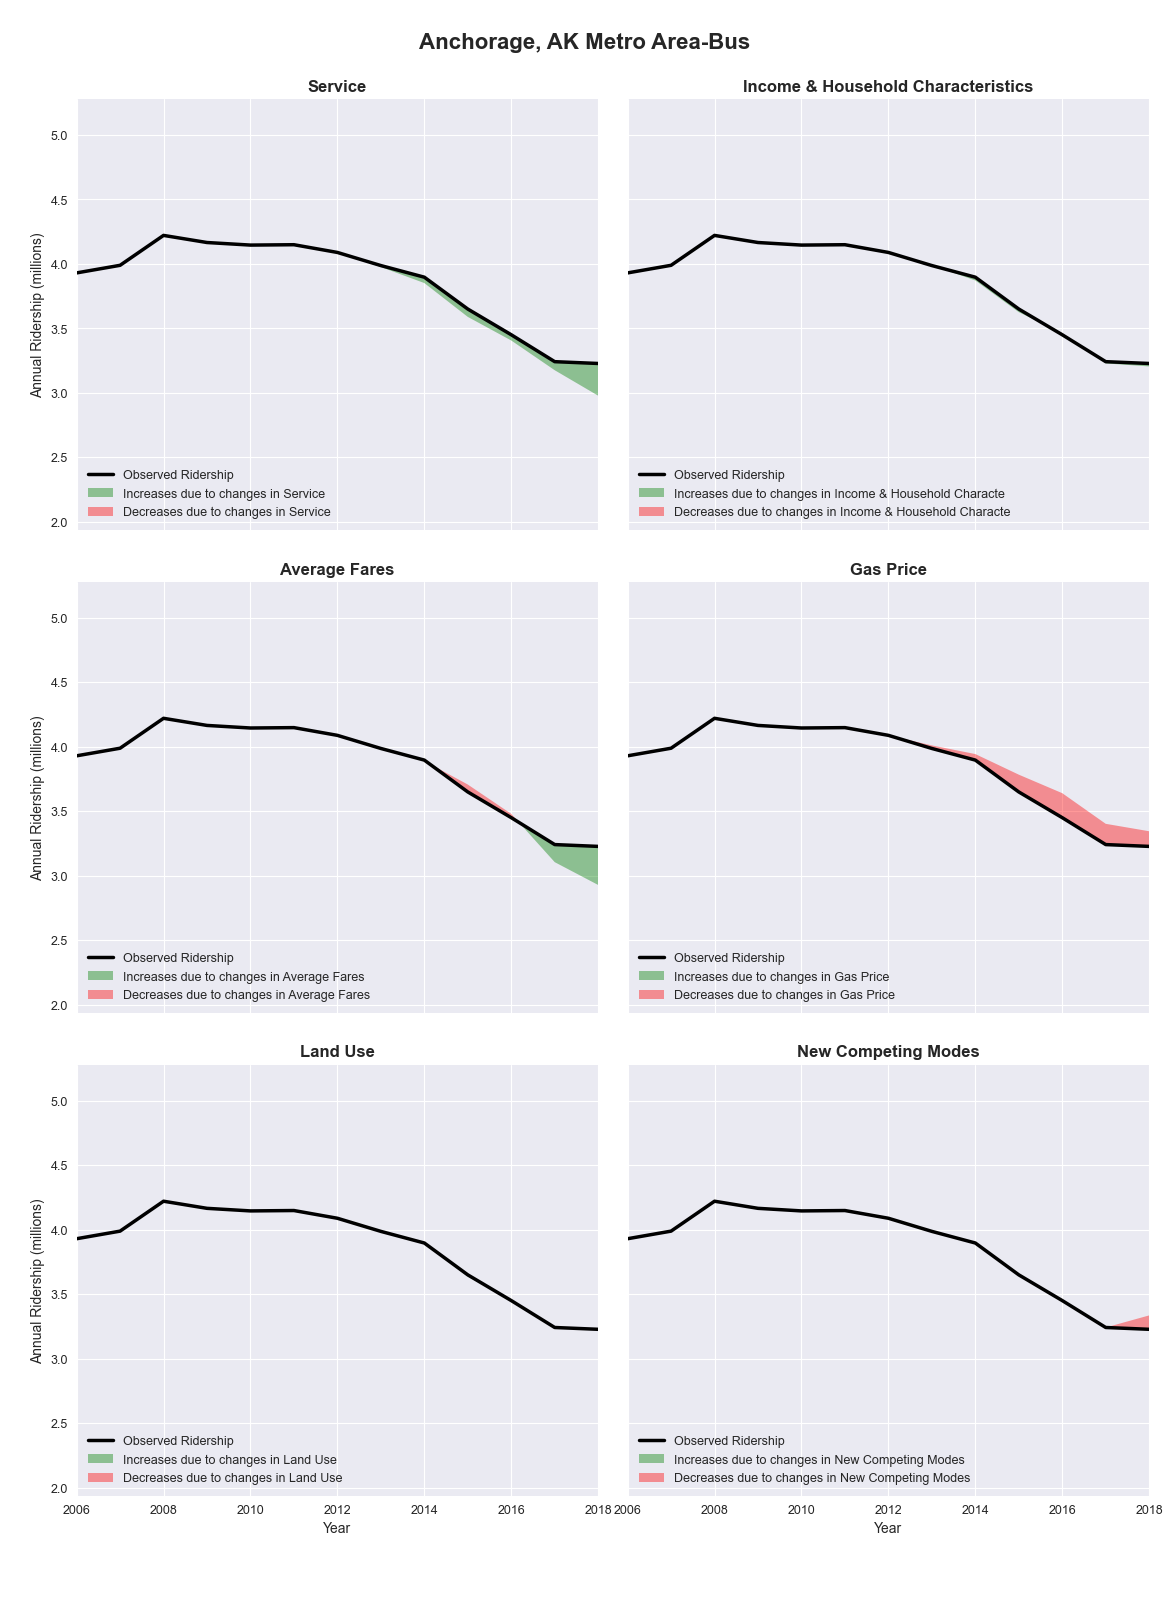 Anchorage, AK Metro Area-Bus
Service
5.0
4.5
4.0
3.5
3.0
2.5
2.0
Annual Ridership (millions)
Observed Ridership
Increases due to changes in Service
Decreases due to changes in Service
Income & Household Characteristics
Observed Ridership
Increases due to changes in Income & Household Characte
Decreases due to changes in Income & Household Characte
Average Fares
5.0
4.5
4.0
3.5
3.0
2.5
2.0
Annual Ridership (millions)
Observed Ridership
Increases due to changes in Average Fares
Decreases due to changes in Average Fares
Gas Price
Observed Ridership
Increases due to changes in Gas Price
Decreases due to changes in Gas Price
Land Use
5.0
4.5
4.0
3.5
3.0
2.5
2.0
Annual Ridership (millions)
Observed Ridership
Increases due to changes in Land Use
Decreases due to changes in Land Use
2006 2008 2010 2012 2014 2016 2018
Year
New Competing Modes
Observed Ridership
Increases due to changes in New Competing Modes
Decreases due to changes in New Competing Modes
2006 2008 2010 2012 2014 2016 2018
Year